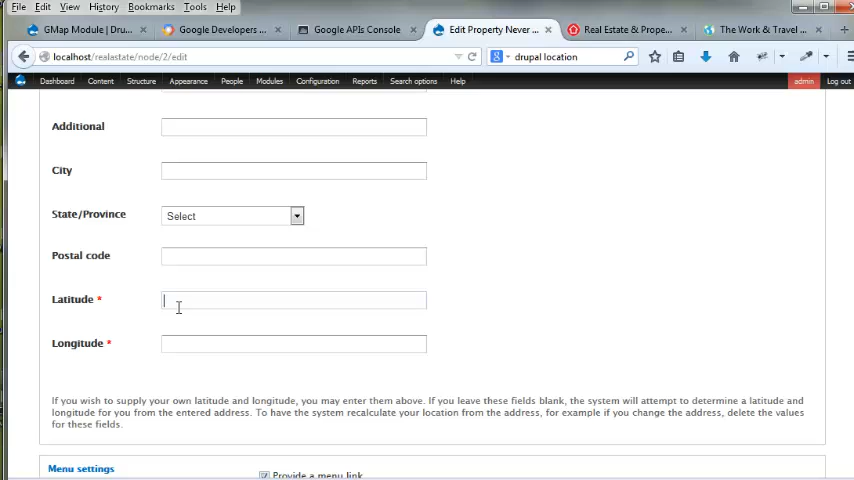 File Edit View History Bookmarks Tools Help
GMap Module | Dru... Google Developers ... Google APIs Console Edit Property Never ... Real Estate & Prope... The Work & Travel ...
localhost/realastate/node/2/edit drupal location
Dashboard Content Structure Appearance People Modules Configuration Reports Search options Help admin Log out
Additional
City
State/Province Select
Postal code
Latitude *
Longitude *
If you wish to supply your own latitude and longitude, you may enter them above. If you leave these fields blank, the system will attempt to determine a latitude and
longitude for you from the entered address. To have the system recalculate your location from the address, for example if you change the address, delete the values
for these fields.
Menu settings
Provide a menu link